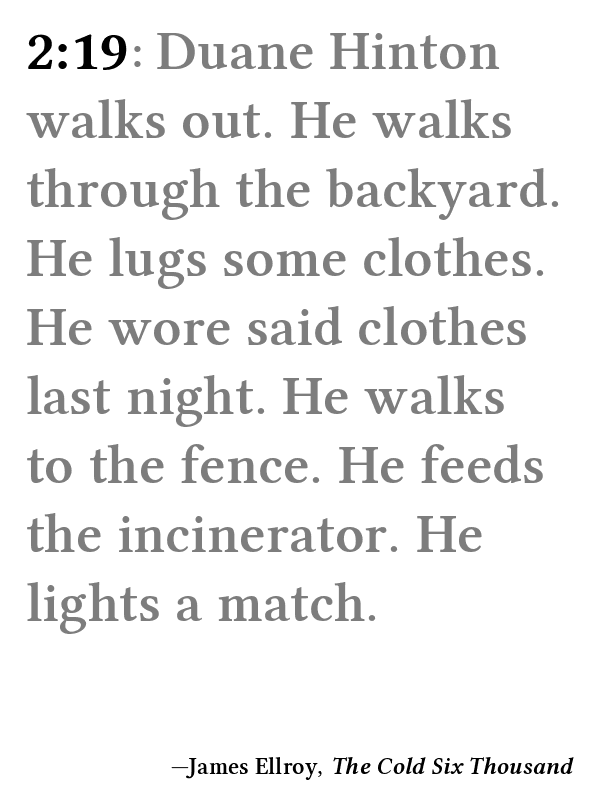 2:19: Duane Hinton
walks out. He walks
through the backyard.
He lugs some clothes.
He wore said clothes
last night. He walks
to the fence. He feeds
the incinerator. He
lights a match.
—James Ellroy, The Cold Six Thousand